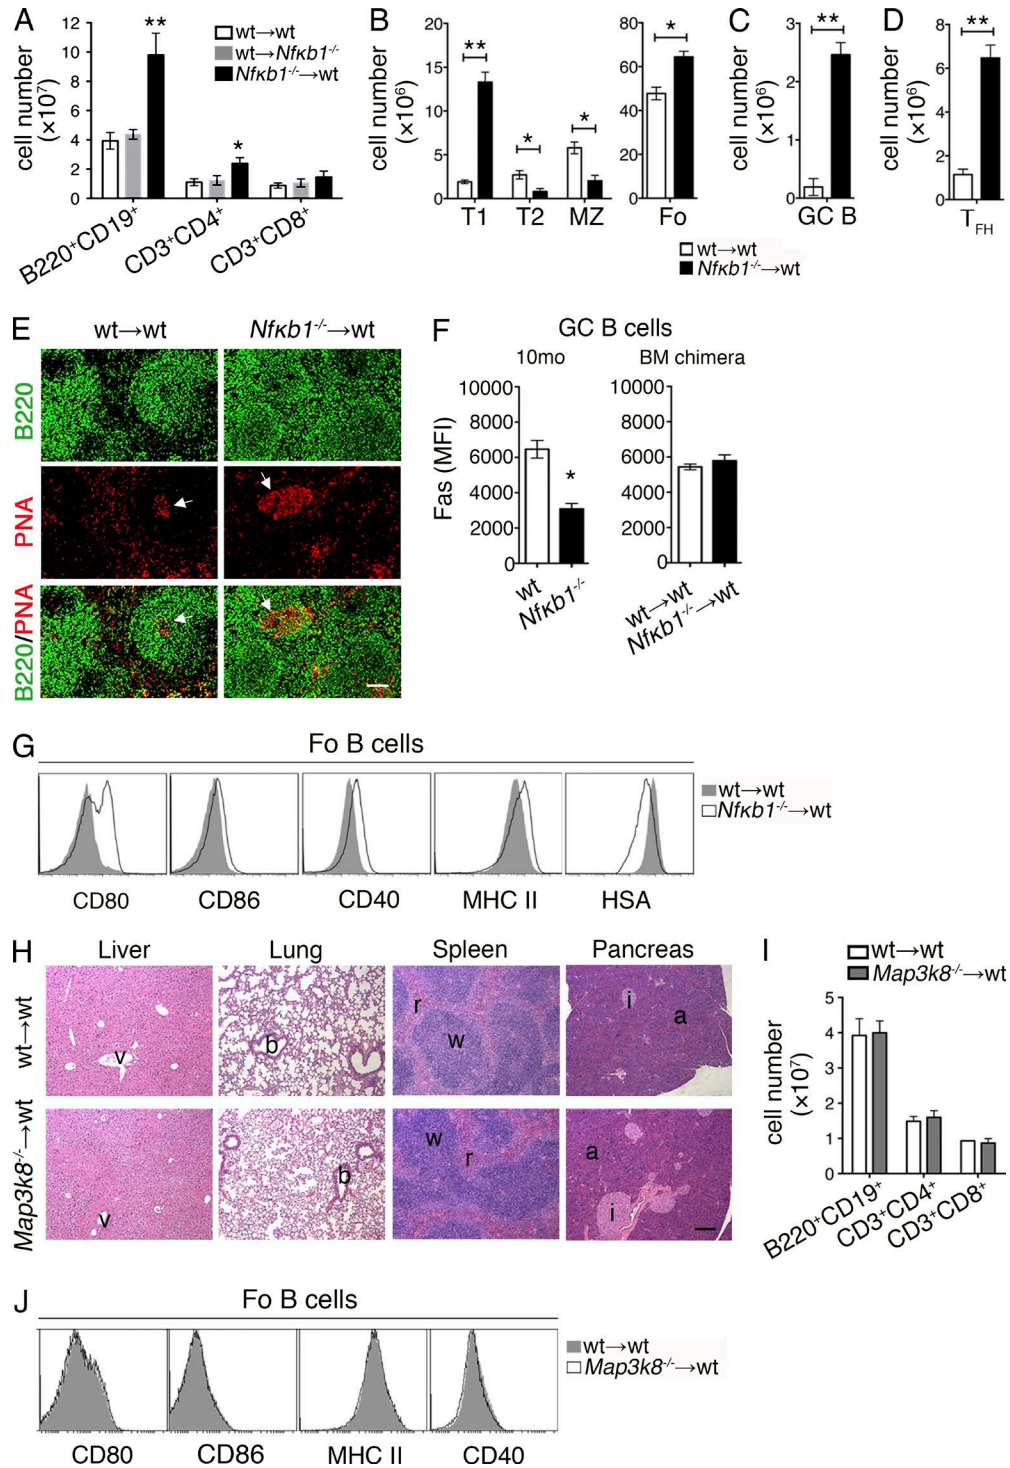 A
cell number
(×10⁷)
12
10
8
6
4
2
0
**
*
wt→wt
wt→Nfκb1-/-
Nfκb1-/-→wt
B220⁺CD19⁺
CD3⁺CD4⁺
CD3⁺CD8⁺
B
cell number
(×10⁶)
20
15
10
5
0
**
*
*
T1 T2 MZ
80
60
40
20
0
*
Fo
C
cell number
(×10⁶)
3
2
1
0
**
GC B
D
cell number
(×10⁶)
8
6
4
2
0
**
TFH
wt→wt
Nfκb1-/-→wt
E
wt→wt Nfκb1-/-→wt
B220
PNA
B220/PNA
F
GC B cells
10mo BM chimera
Fas (MFI)
10000
8000
6000
4000
2000
0
*
wt
Nfκb1-/-
10000
8000
6000
4000
2000
0
wt→wt
Nfκb1-/-→wt
G
Fo B cells
wt→wt
Nfκb1-/-→wt
CD80 CD86 CD40 MHC II HSA
H
Liver Lung Spleen Pancreas
wt→wt
v b r w i a
Map3k8-/-→wt
v b w r a i
I
wt→wt
Map3k8-/-→wt
cell number
(×10⁷)
5
4
3
2
1
0
B220⁺CD19⁺
CD3⁺CD4⁺
CD3⁺CD8⁺
J
Fo B cells
wt→wt
Map3k8-/-→wt
CD80 CD86 MHC II CD40